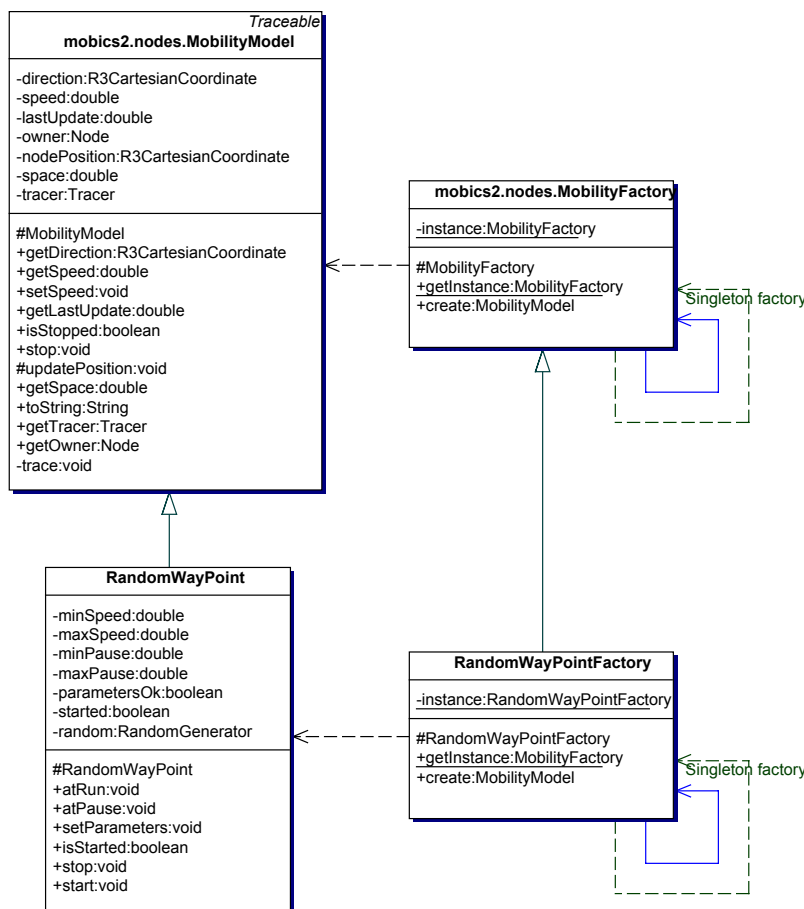 Traceable
mobics2.nodes.MobilityModel
-direction:R3CartesianCoordinate
-speed:double
-lastUpdate:double
-owner:Node
-nodePosition:R3CartesianCoordinate
-space:double
-tracer:Tracer
#MobilityModel
+getDirection:R3CartesianCoordinate
+getSpeed:double
+setSpeed:void
+getLastUpdate:double
+isStopped:boolean
+stop:void
#updatePosition:void
+getSpace:double
+toString:String
+getTracer:Tracer
+getOwner:Node
-trace:void
mobics2.nodes.MobilityFactory
-instance:MobilityFactory
#MobilityFactory
+getInstance:MobilityFactory
+create:MobilityModel
Singleton factory
RandomWayPoint
-minSpeed:double
-maxSpeed:double
-minPause:double
-maxPause:double
-parametersOk:boolean
-started:boolean
-random:RandomGenerator
#RandomWayPoint
+atRun:void
+atPause:void
+setParameters:void
+isStarted:boolean
+stop:void
+start:void
RandomWayPointFactory
-instance:RandomWayPointFactory
#RandomWayPointFactory
+getInstance:MobilityFactory
+create:MobilityModel
Singleton factory